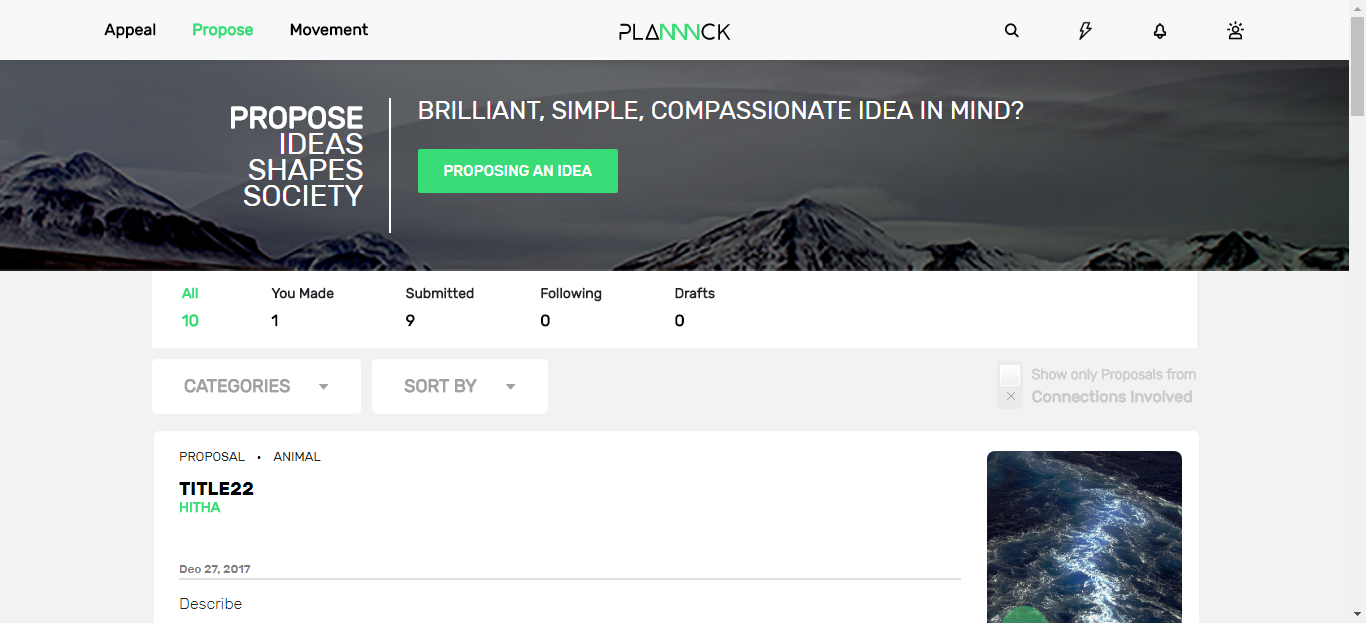 Appeal Propose Movement PLANNNCK
PROPOSE
IDEAS
SHAPES
SOCIETY
BRILLIANT, SIMPLE, COMPASSIONATE IDEA IN MIND?
PROPOSING AN IDEA
All You Made Submitted Following Drafts
10 1 9 0 0
CATEGORIES SORT BY
Show only Proposals from
Connections Involved
PROPOSAL • ANIMAL
TITLE22
HITHA
Dec 27, 2017
Describe